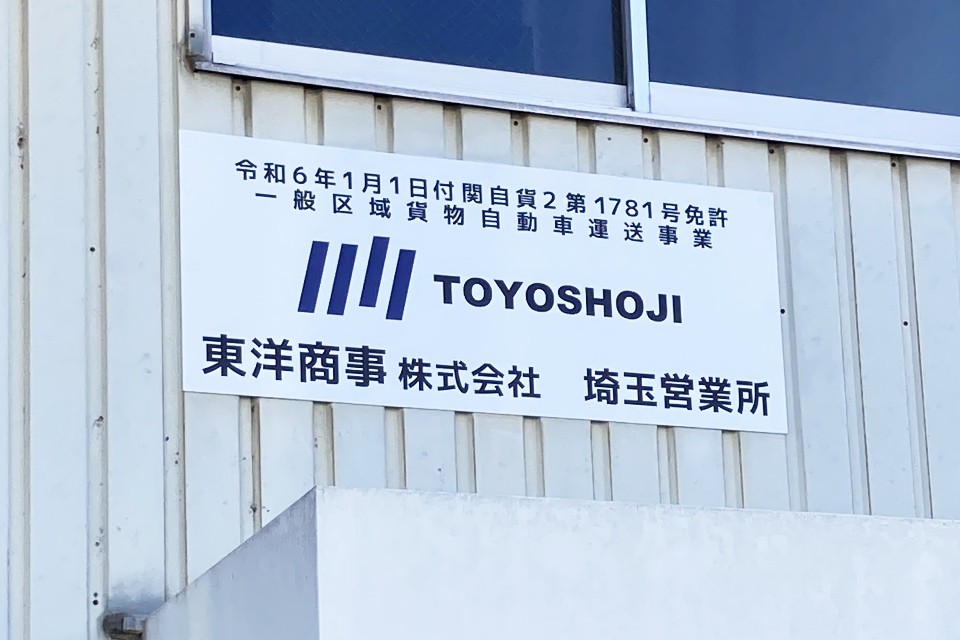 令和6年1月1日付関自貨2第1781号免許
一般区域貨物自動車運送事業
TOYOSHOJI
東洋商事 株式会社 埼玉営業所